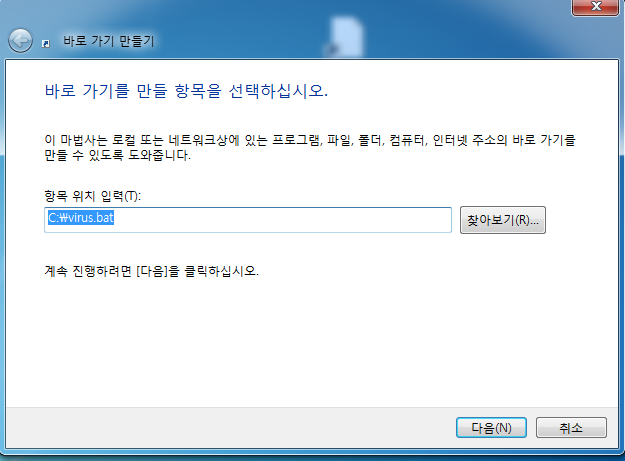 바로 가기 만들기
바로 가기를 만들 항목을 선택하십시오.
이 마법사는 로컬 또는 네트워크상에 있는 프로그램, 파일, 폴더, 컴퓨터, 인터넷 주소의 바로 가기를
만들 수 있도록 도와줍니다.
항목 위치 입력(T):
C:₩virus.bat
찾아보기(R)...
계속 진행하려면 [다음]을 클릭하십시오.
다음(N)
취소